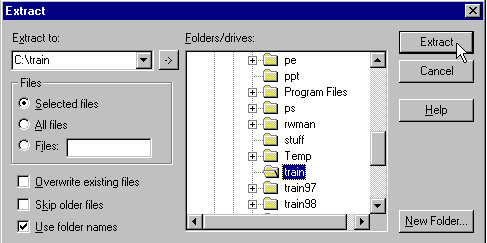 Extract
Extract to:
C:\train
->
Files
Selected files
All files
Files:
Overwrite existing files
Skip older files
Use folder names
Folders/drives:
pe
ppt
Program Files
ps
rwman
stuff
Temp
train
train97
train98
Extract
Cancel
Help
New Folder...